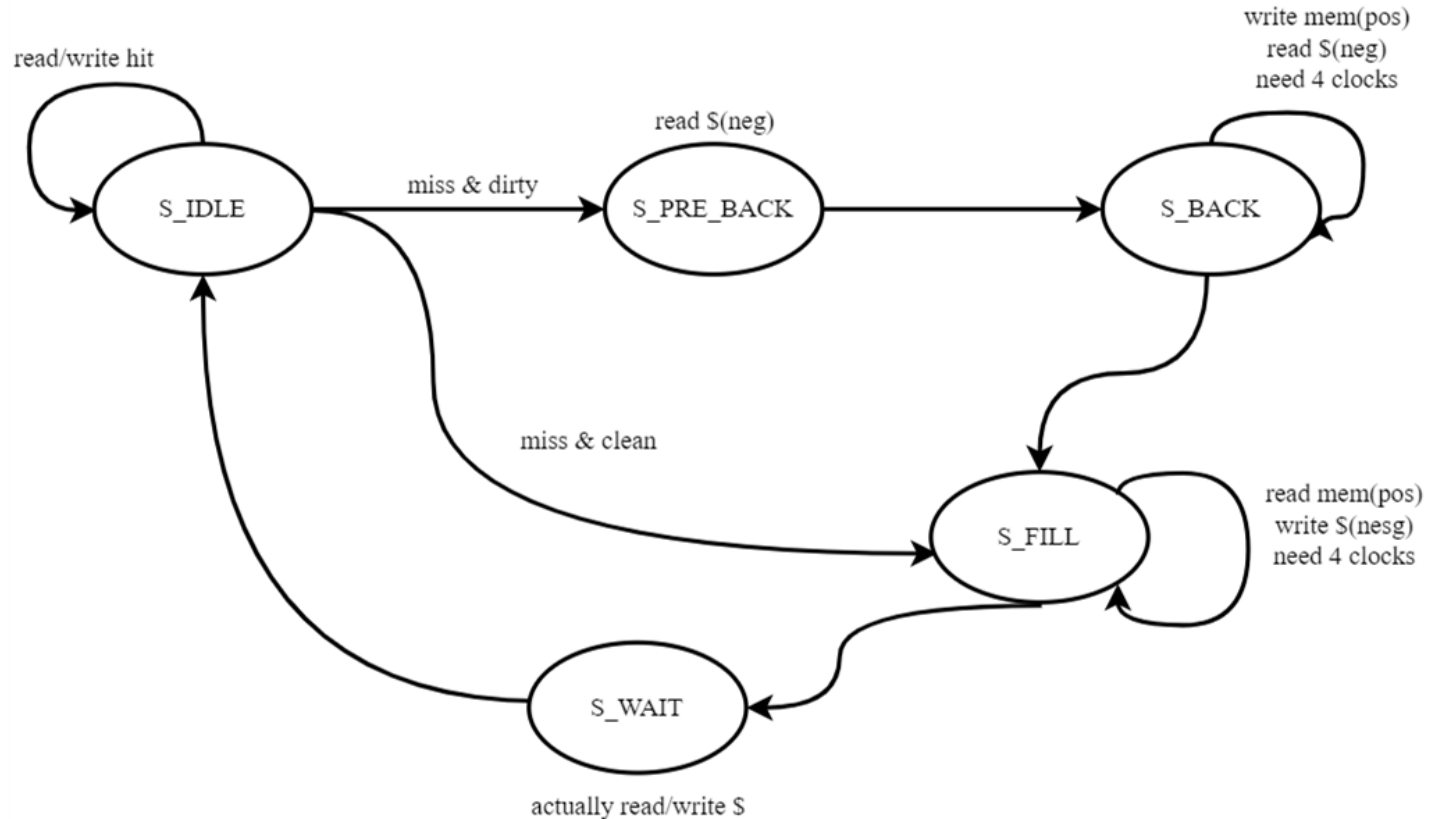 write mem(pos)
read $(neg)
need 4 clocks
read/write hit
read $(neg)
miss & dirty
S_IDLE
S_PRE_BACK
S_BACK
miss & clean
read mem(pos)
write $(nesg)
need 4 clocks
S_FILL
S_WAIT
actually read/write $